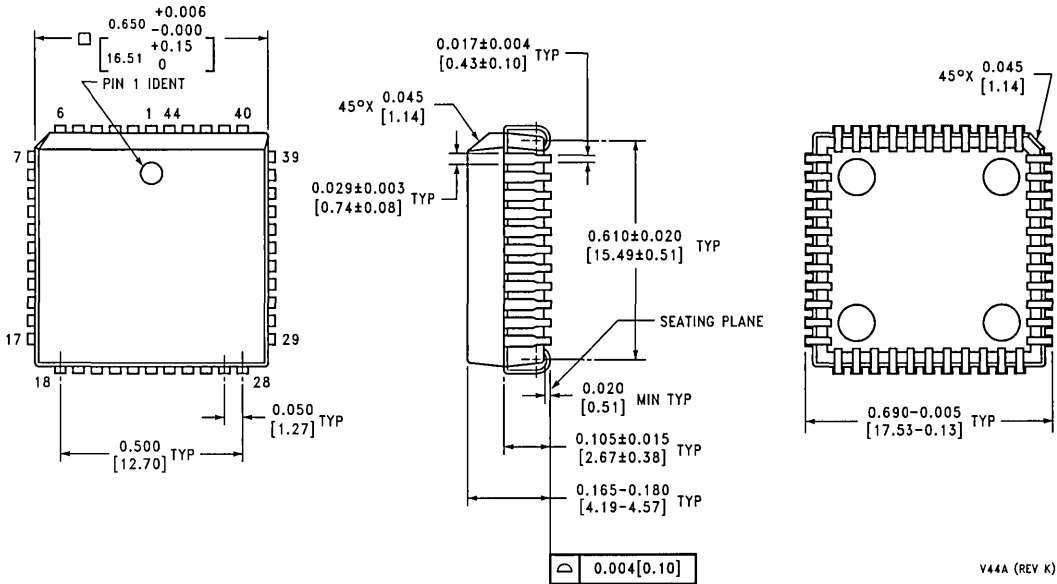 0.650 +0.006 -0.000
[16.51 +0.15 0]
PIN 1 IDENT
6 1 44 40
7 39
17 29
18 28
0.050 TYP
[1.27]
0.500 TYP
[12.70]
0.017±0.004 TYP
[0.43±0.10]
45°X 0.045
[1.14]
0.029±0.003 TYP
[0.74±0.08]
0.610±0.020 TYP
[15.49±0.51]
SEATING PLANE
0.020 MIN TYP
[0.51]
0.105±0.015 TYP
[2.67±0.38]
0.165-0.180 TYP
[4.19-4.57]
0.004[0.10]
45°X 0.045
[1.14]
0.690-0.005 TYP
[17.53-0.13]
V44A (REV K)